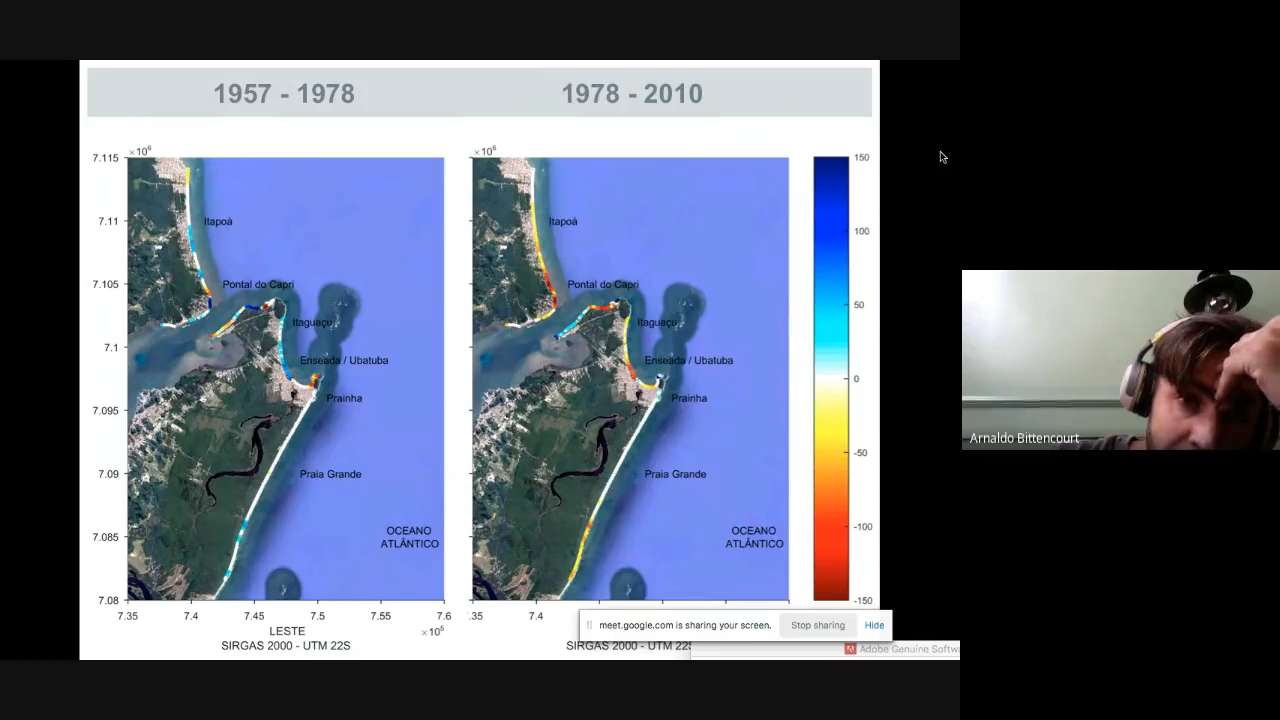 1957 - 1978
1978 - 2010
×10⁶
×10⁶
7.115
7.11
7.105
7.1
7.095
7.09
7.085
7.08
Itapoá
Pontal do Capri
Itaguaçu
Enseada / Ubatuba
Prainha
Praia Grande
OCEANO
ATLÂNTICO
7.35
7.4
7.45
7.5
7.55
7.6
×10⁵
LESTE
SIRGAS 2000 - UTM 22S
Itapoá
Pontal do Capri
Itaguaçu
Enseada / Ubatuba
Prainha
Praia Grande
OCEANO
ATLÂNTICO
7.35
7.4
SIRGAS 2000 - UTM 22S
150
100
50
0
-50
-100
-150
meet.google.com is sharing your screen.
Stop sharing
Hide
Adobe Genuine Softw
Arnaldo Bittencourt